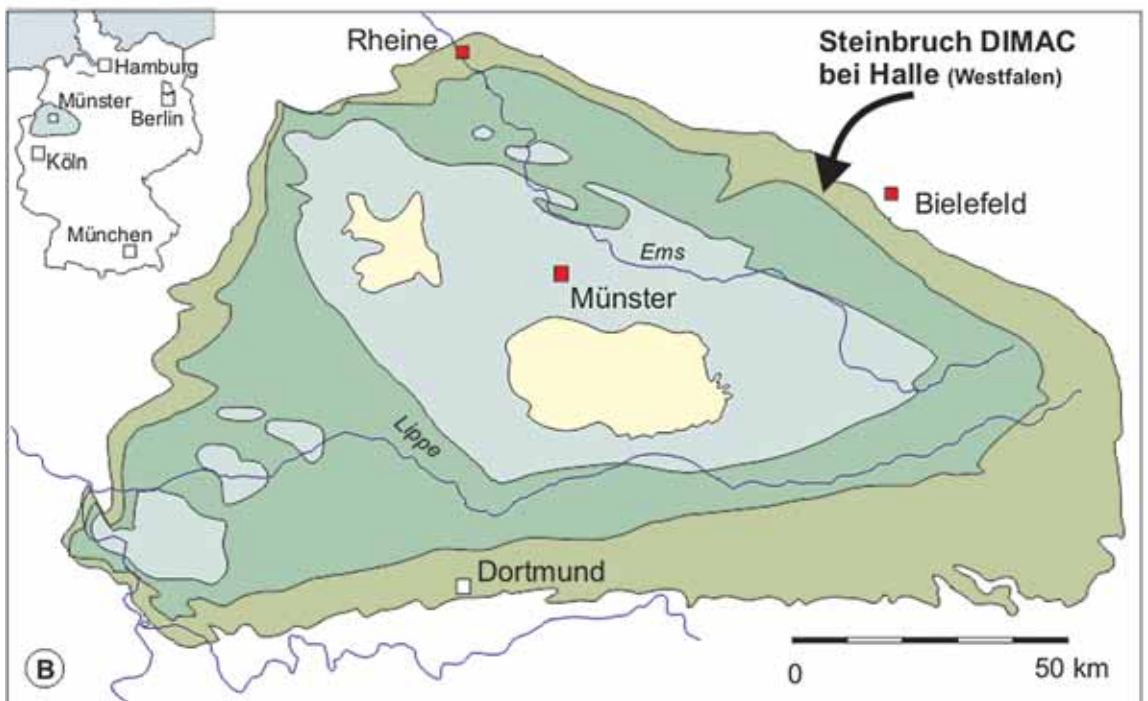 Hamburg
Münster
Berlin
Köln
München
Rheine
Steinbruch DIMAC
bei Halle (Westfalen)
Bielefeld
Ems
Münster
Lippe
Dortmund
B
0
50 km